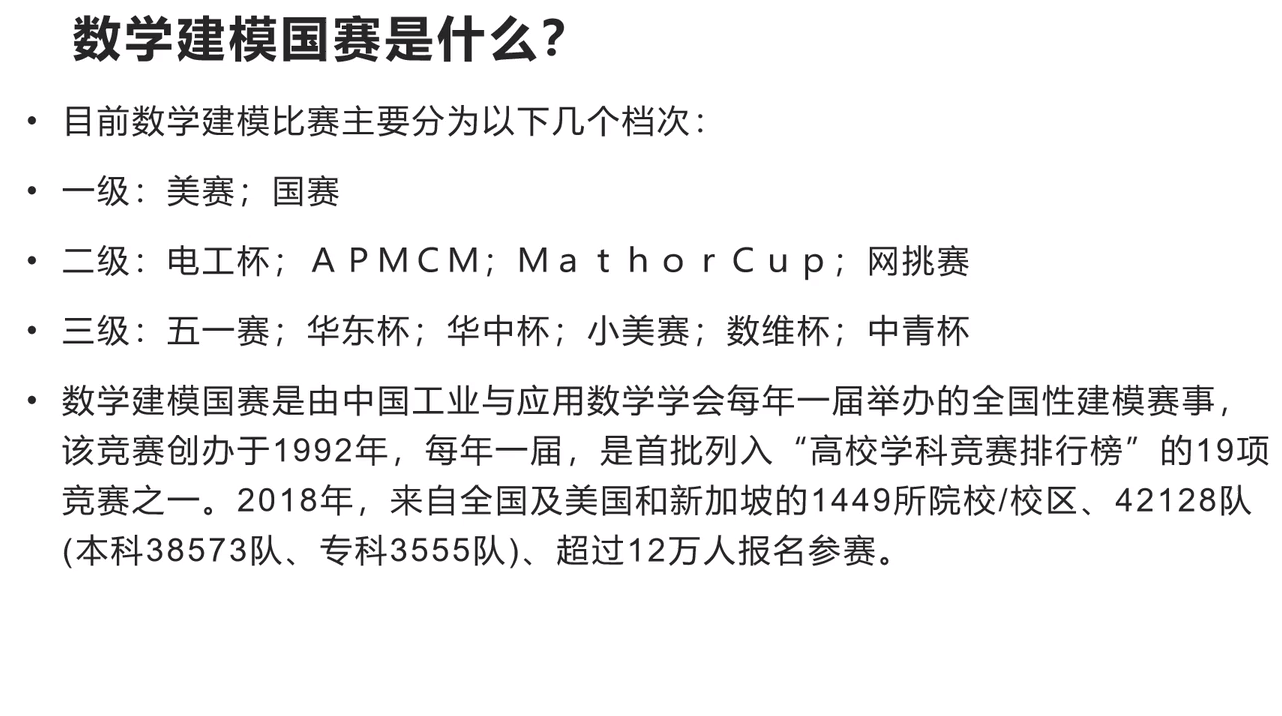 数学建模国赛是什么？
• 目前数学建模比赛主要分为以下几个档次：
• 一级：美赛；国赛
• 二级：电工杯；ＡＰＭＣＭ；ＭａｔｈｏｒＣｕｐ；网挑赛
• 三级：五一赛；华东杯；华中杯；小美赛；数维杯；中青杯
• 数学建模国赛是由中国工业与应用数学学会每年一届举办的全国性建模赛事，
该竞赛创办于1992年，每年一届，是首批列入“高校学科竞赛排行榜”的19项
竞赛之一。2018年，来自全国及美国和新加坡的1449所院校/校区、42128队
(本科38573队、专科3555队)、超过12万人报名参赛。